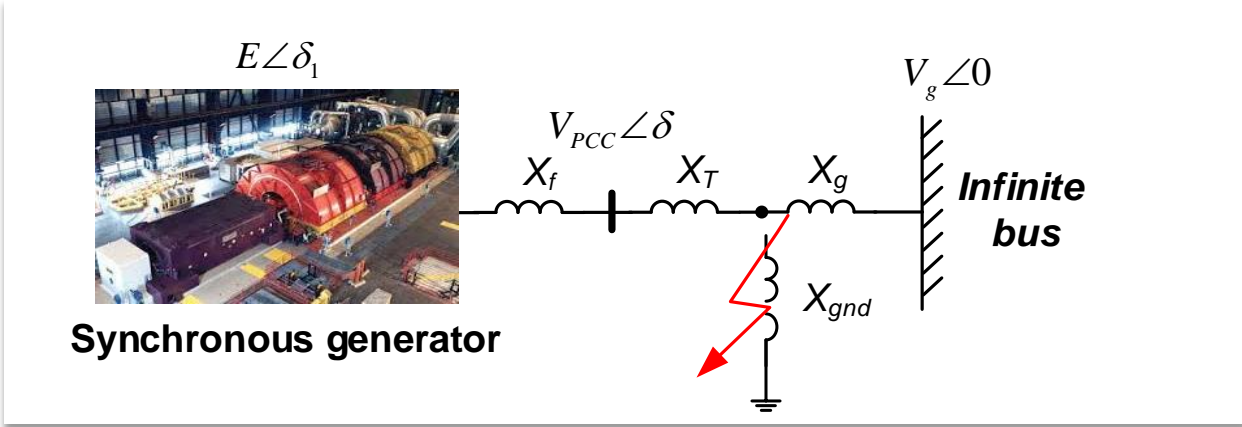 E∠δ₁
V_g∠0
V_PCC∠δ
X_f
X_T
X_g
Infinite
bus
X_gnd
Synchronous generator